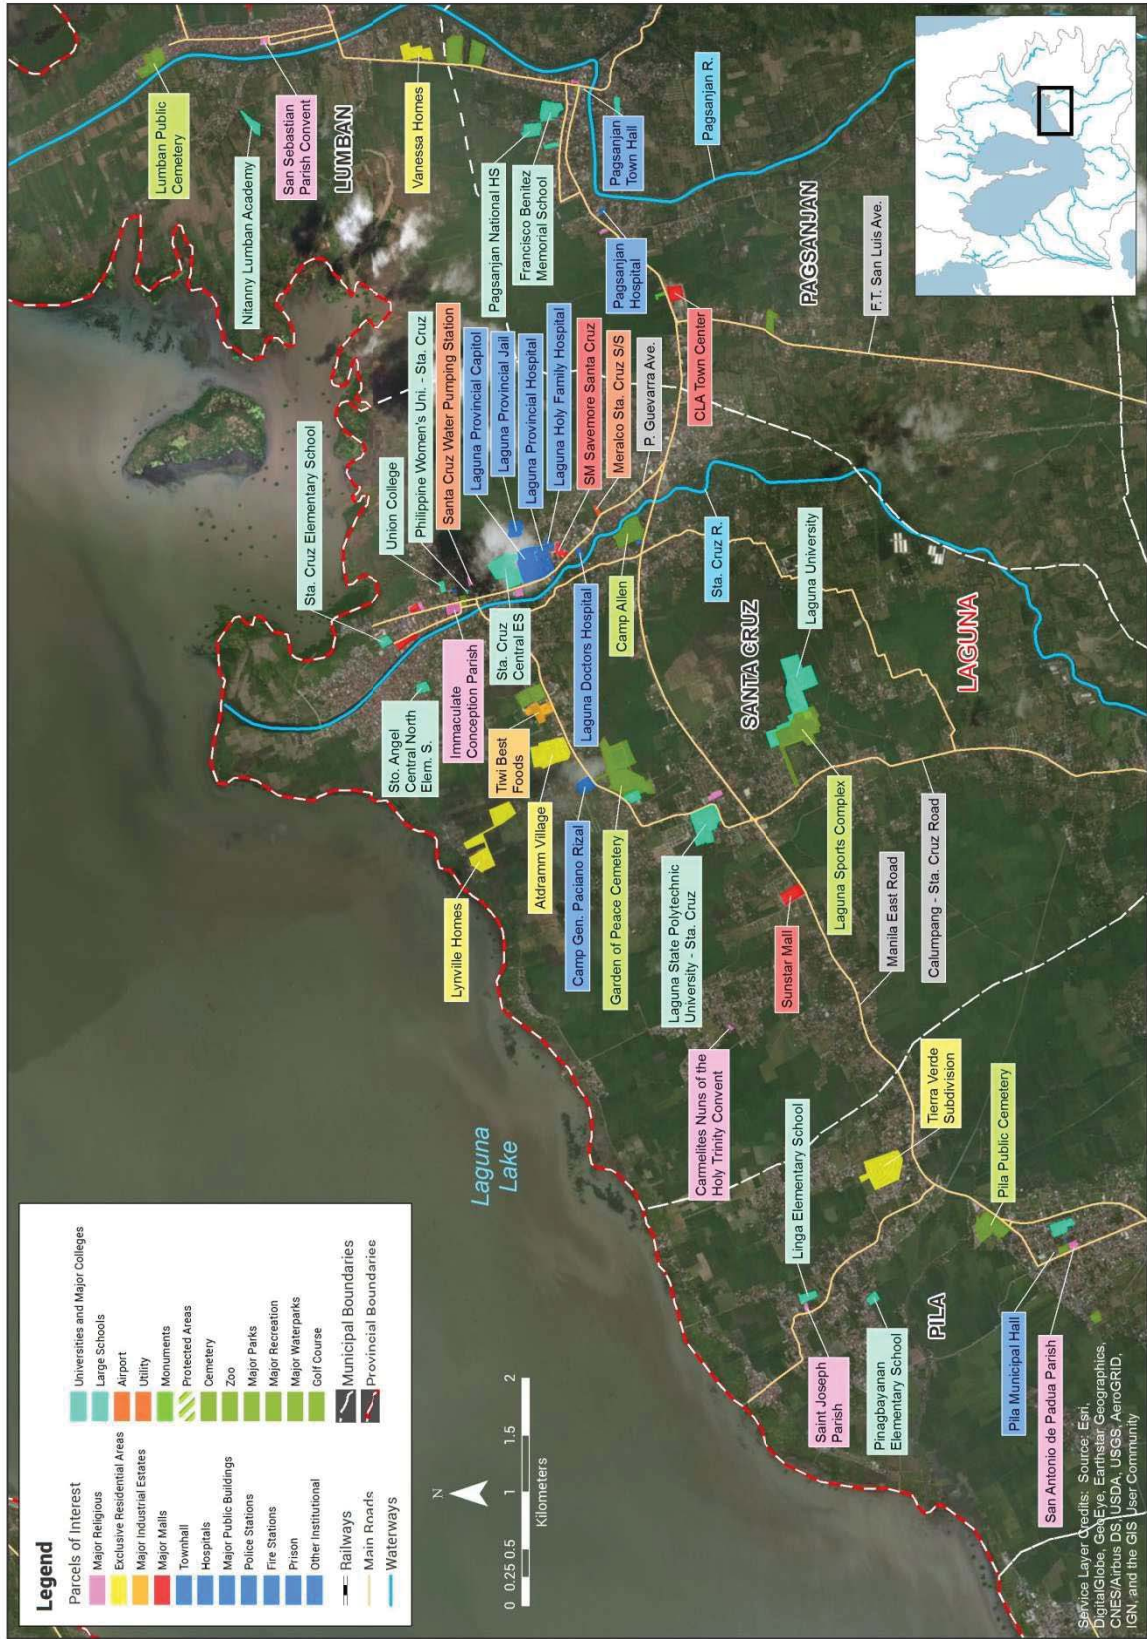 Legend
Parcels of Interest
Major Religious
Exclusive Residential Areas
Major Industrial Estates
Major Malls
Townhall
Hospitals
Major Public Buildings
Police Stations
Fire Stations
Prison
Other Institutional
Railways
Main Roads
Waterways
Universities and Major Colleges
Large Schools
Airport
Utility
Monuments
Protected Areas
Cemetery
Zoo
Major Parks
Major Recreation
Major Waterparks
Golf Course
Municipal Boundaries
Provincial Boundaries
N
0 0.25 0.5 1 1.5 2
Kilometers
Laguna
Lake
Lynville Homes
Atdramm Village
Tiwi Best
Foods
Camp Gen. Paciano Rizal
Garden of Peace Cemetery
Laguna State Polytechnic
University - Sta. Cruz
Sunstar Mall
Carmelites Nuns of the
Holy Trinity Convent
Linga Elementary School
Saint Joseph
Parish
Pinagbayanan
Elementary School
PILA
Pila Municipal Hall
San Antonio de Padua Parish
Pila Public Cemetery
Tierra Verde
Subdivision
Manila East Road
Calumpang - Sta. Cruz Road
Laguna Sports Complex
Laguna University
SANTA CRUZ
LAGUNA
Sto. Angel
Central North
Elem. S.
Immaculate
Conception Parish
Sta. Cruz
Central ES
Laguna Doctors Hospital
Camp Allen
Sta. Cruz R.
Sta. Cruz Elementary School
Union College
Philippine Women's Uni. - Sta. Cruz
Santa Cruz Water Pumping Station
Laguna Provincial Capitol
Laguna Provincial Jail
Laguna Provincial Hospital
Laguna Holy Family Hospital
SM Savemore Santa Cruz
Meralco Sta. Cruz S/S
P. Guevarra Ave.
CLA Town Center
Lumban Public
Cemetery
Nitanny Lumban Academy
San Sebastian
Parish Convent
LUMBAN
Vanessa Homes
Pagsanjan National HS
Francisco Benitez
Memorial School
Pagsanjan
Hospital
Pagsanjan
Town Hall
Pagsanjan R.
PAGSANJAN
F.T. San Luis Ave.
Service Layer Credits: Source: Esri,
DigitalGlobe, GeoEye, Earthstar Geographics,
CNES/Airbus DS, USDA, USGS, AeroGRID,
IGN, and the GIS User Community